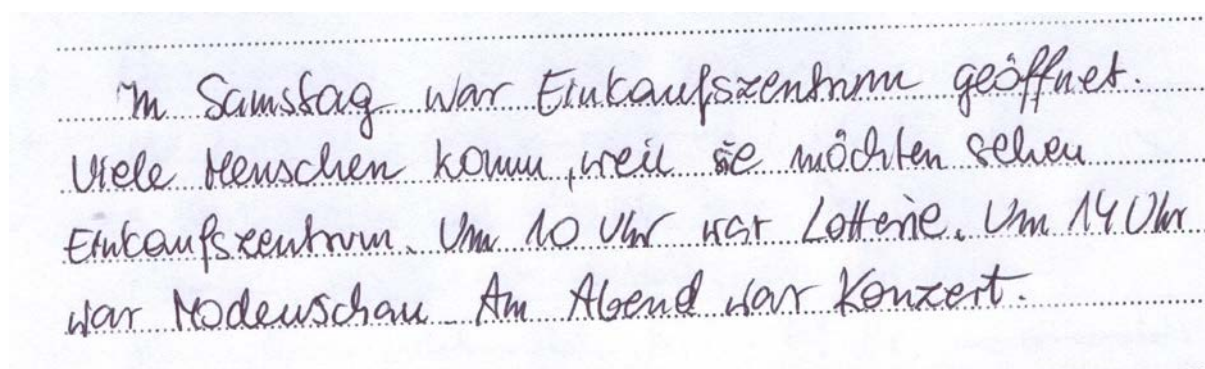 Im Samstag war Einkaufszentrum geöffnet.
Viele Menschen komm, weil sie möchten sehen
Einkaufszentrum. Um 10 Uhr war Lotterie. Um 14 Uhr
war Modenschau. Am Abend war Konzert.